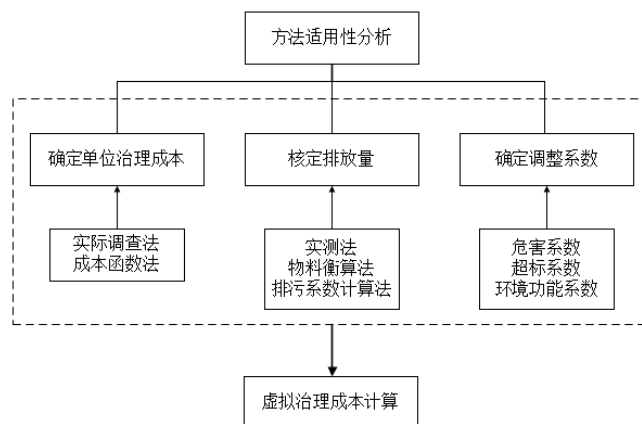 方法适用性分析
确定单位治理成本
核定排放量
确定调整系数
实际调查法
成本函数法
实测法
物料衡算法
排污系数计算法
危害系数
超标系数
环境功能系数
虚拟治理成本计算